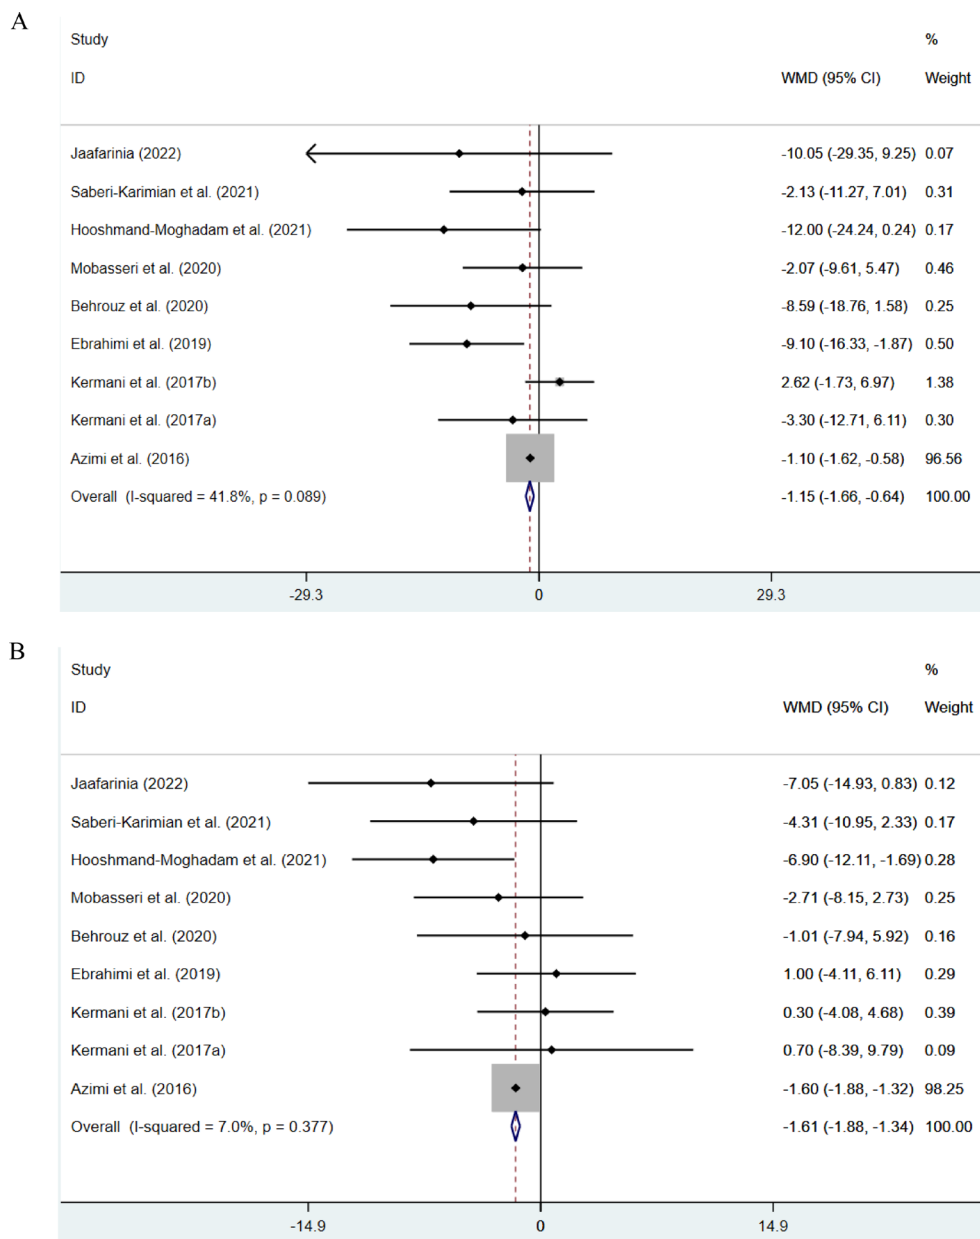 A
Study %
ID WMD (95% CI) Weight
Jaafarinia (2022) -10.05 (-29.35, 9.25) 0.07
Saberi-Karimian et al. (2021) -2.13 (-11.27, 7.01) 0.31
Hooshmand-Moghadam et al. (2021) -12.00 (-24.24, 0.24) 0.17
Mobasseri et al. (2020) -2.07 (-9.61, 5.47) 0.46
Behrouz et al. (2020) -8.59 (-18.76, 1.58) 0.25
Ebrahimi et al. (2019) -9.10 (-16.33, -1.87) 0.50
Kermani et al. (2017b) 2.62 (-1.73, 6.97) 1.38
Kermani et al. (2017a) -3.30 (-12.71, 6.11) 0.30
Azimi et al. (2016) -1.10 (-1.62, -0.58) 96.56
Overall (I-squared = 41.8%, p = 0.089) -1.15 (-1.66, -0.64) 100.00
-29.3 0 29.3
B
Study %
ID WMD (95% CI) Weight
Jaafarinia (2022) -7.05 (-14.93, 0.83) 0.12
Saberi-Karimian et al. (2021) -4.31 (-10.95, 2.33) 0.17
Hooshmand-Moghadam et al. (2021) -6.90 (-12.11, -1.69) 0.28
Mobasseri et al. (2020) -2.71 (-8.15, 2.73) 0.25
Behrouz et al. (2020) -1.01 (-7.94, 5.92) 0.16
Ebrahimi et al. (2019) 1.00 (-4.11, 6.11) 0.29
Kermani et al. (2017b) 0.30 (-4.08, 4.68) 0.39
Kermani et al. (2017a) 0.70 (-8.39, 9.79) 0.09
Azimi et al. (2016) -1.60 (-1.88, -1.32) 98.25
Overall (I-squared = 7.0%, p = 0.377) -1.61 (-1.88, -1.34) 100.00
-14.9 0 14.9